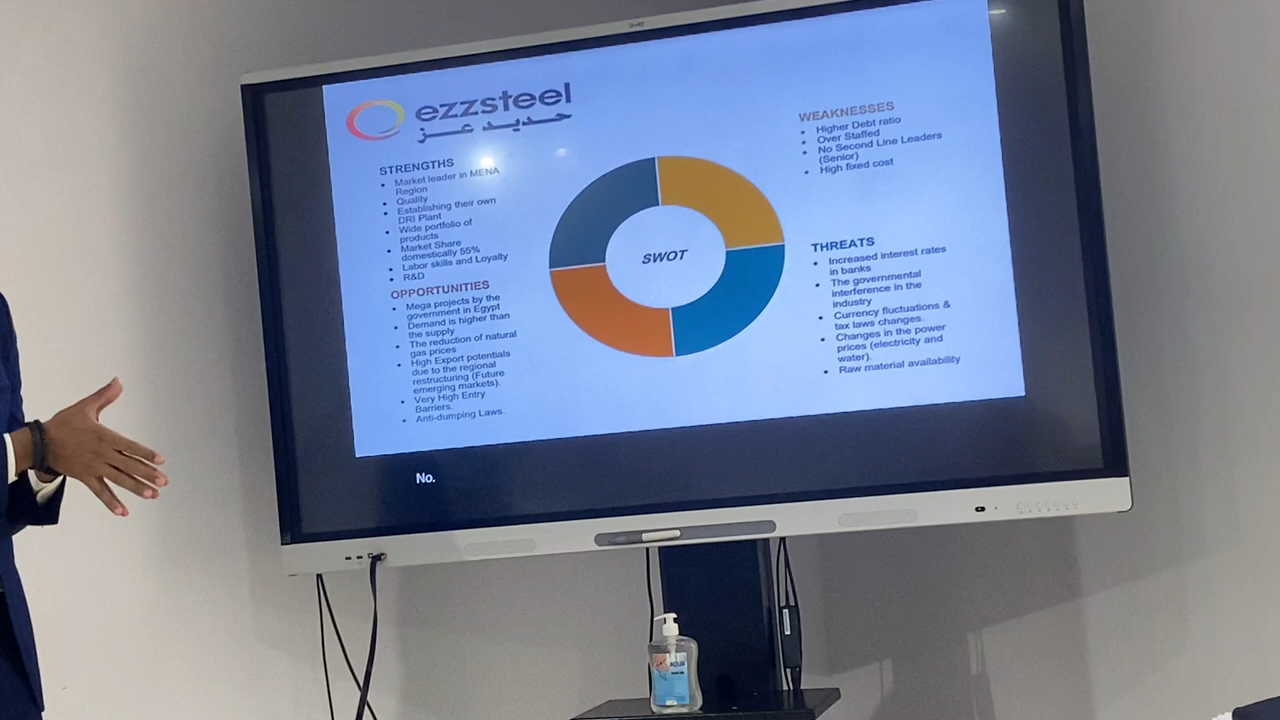 ezzsteel
حديد عز
STRENGTHS
• Market leader in MENA
Region
• Quality
• Establishing their own
DRI Plant
• Wide portfolio of
products
• Market Share
domestically 55%
• Labor skills and Loyalty
• R&D
OPPORTUNITIES
• Mega projects by the
government in Egypt
• Demand is higher than
the supply
• The reduction of natural
gas prices
• High Export potentials
due to the regional
restructuring (Future
emerging markets).
• Very High Entry
Barriers.
• Anti-dumping Laws.
SWOT
WEAKNESSES
• Higher Debt ratio
• Over Staffed
• No Second Line Leaders
(Senior)
• High fixed cost
THREATS
• Increased interest rates
in banks
• The governmental
interference in the
industry
• Currency fluctuations &
tax laws changes.
• Changes in the power
prices (electricity and
water).
• Raw material availability
No.
AQUA